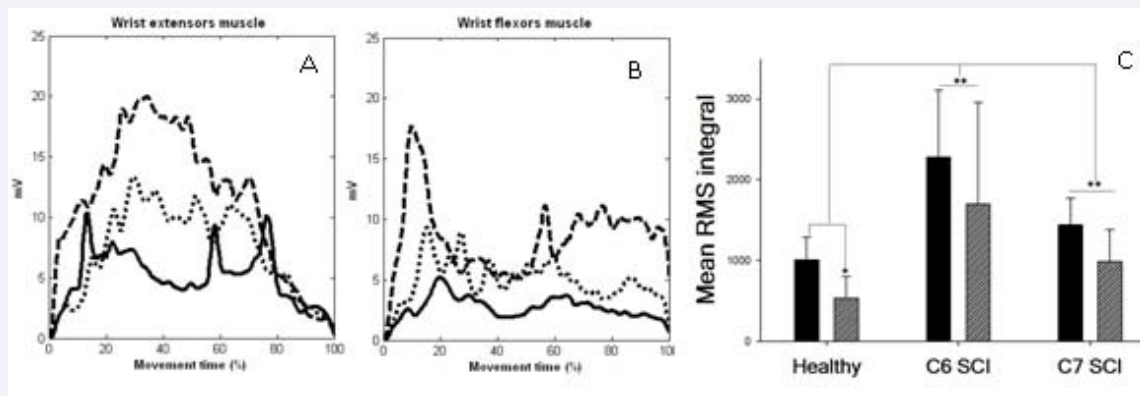 Wrist extensors muscle
A
25
20
15
10
5
0
mV
0 20 40 60 80 100
Movement time (%)
Wrist flexors muscle
B
25
20
15
10
5
0
mV
0 20 40 60 80 100
Movement time (%)
C
Mean RMS integral
3000
2000
1000
0
**
*
**
Healthy C6 SCI C7 SCI
**